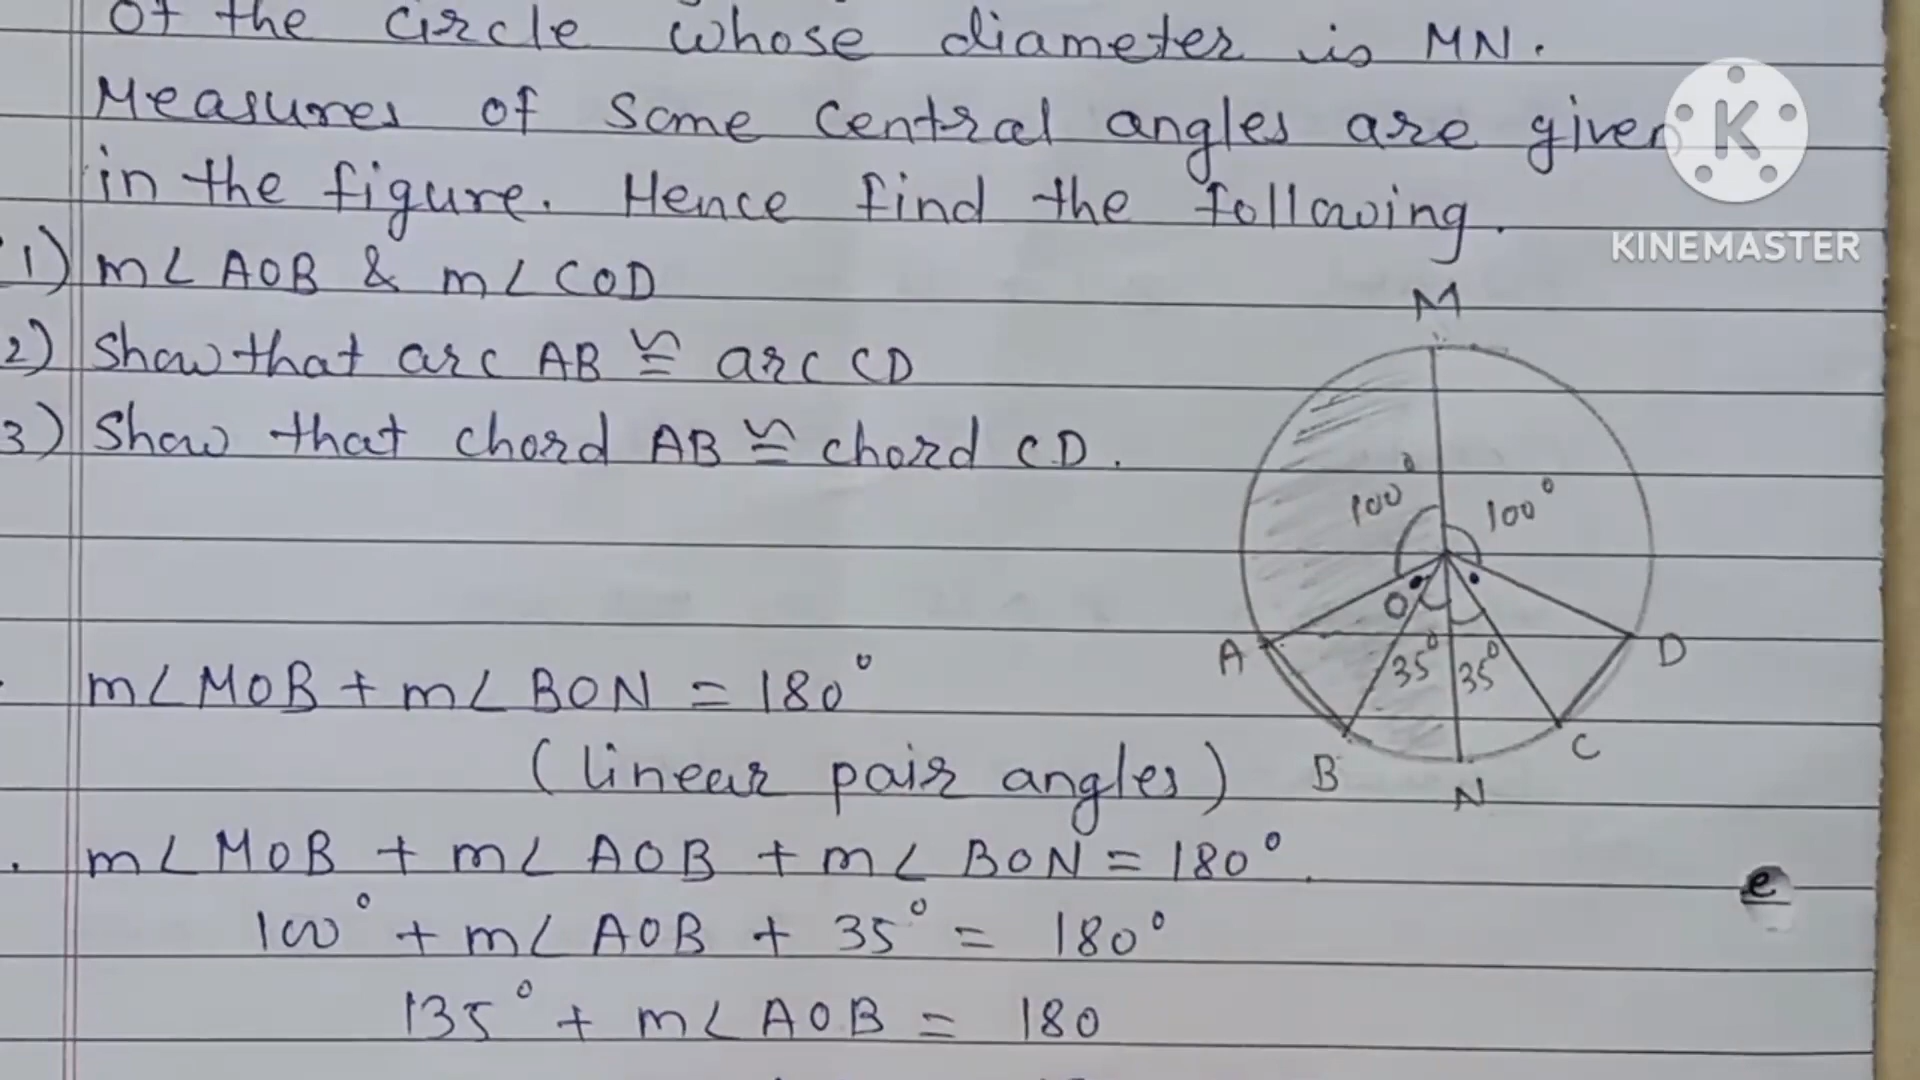 of the circle whose diameter is MN.
Measures of some central angles are given
in the figure. Hence find the following.
1) m∠AOB & m∠COD
2) Show that arc AB ≅ arc CD
3) Show that chord AB ≅ chord CD.
K
KINEMASTER
M
100°
100°
O
A
D
35°
35°
B
C
N
m∠MOB + m∠BON = 180°
(linear pair angles)
m∠MOB + m∠AOB + m∠BON = 180°.
100° + m∠AOB + 35° = 180°
135° + m∠AOB = 180
e